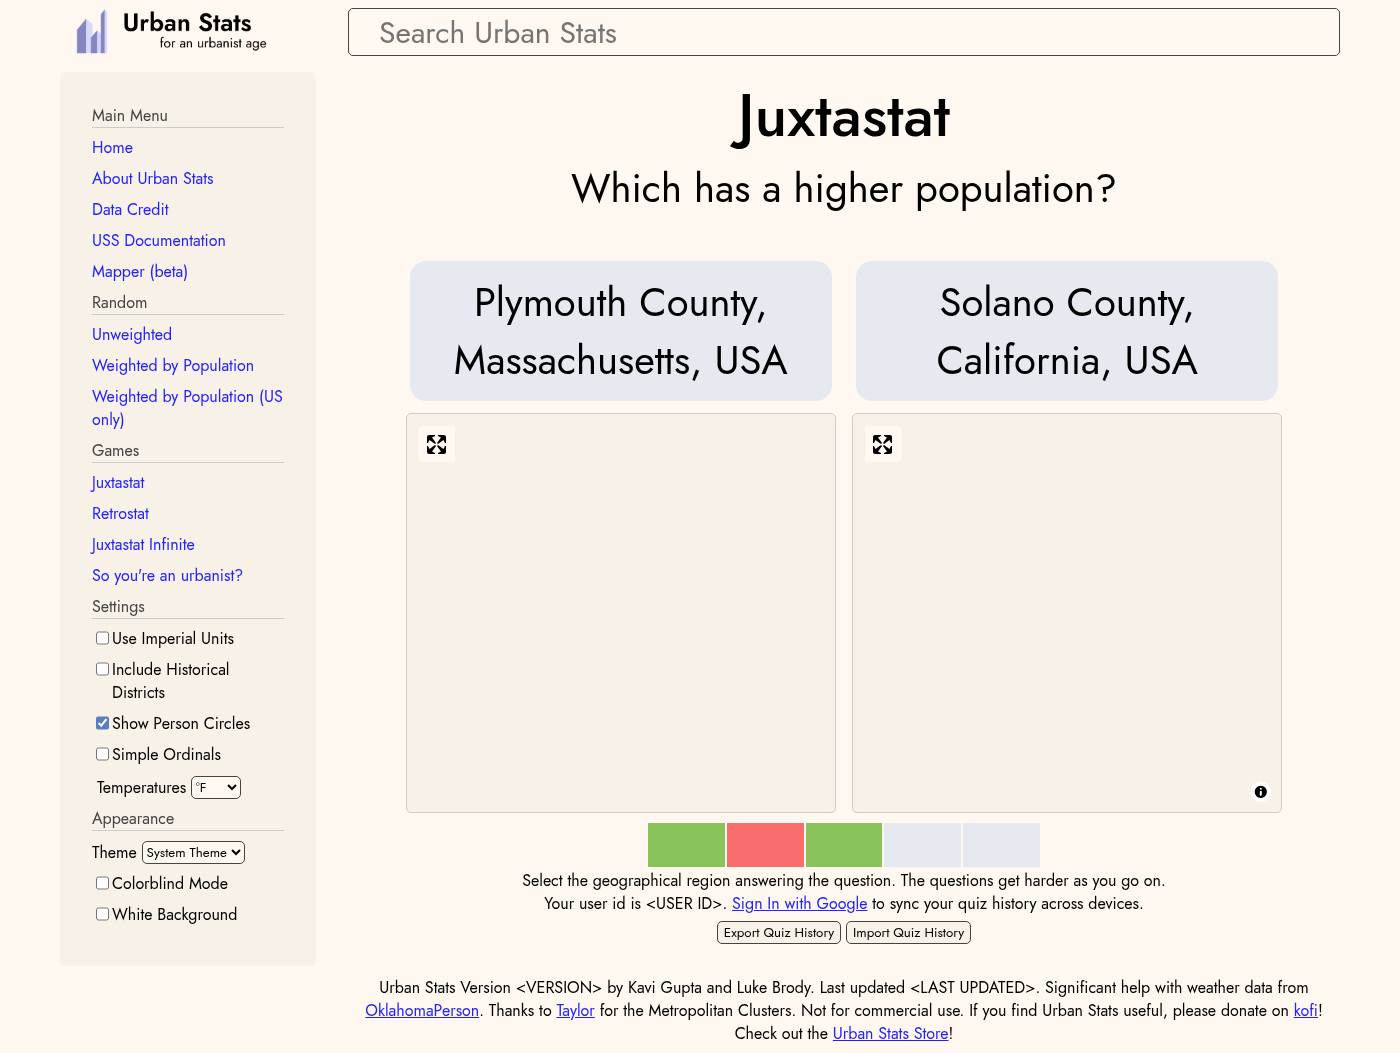 Urban Stats
for an urbanist age
Search Urban Stats
Main Menu
Home
About Urban Stats
Data Credit
USS Documentation
Mapper (beta)
Random
Unweighted
Weighted by Population
Weighted by Population (US
only)
Games
Juxtastat
Retrostat
Juxtastat Infinite
So you're an urbanist?
Settings
Use Imperial Units
Include Historical
Districts
Show Person Circles
Simple Ordinals
Temperatures °F
Appearance
Theme System Theme
Colorblind Mode
White Background
Juxtastat
Which has a higher population?
Plymouth County,
Massachusetts, USA
Solano County,
California, USA
Select the geographical region answering the question. The questions get harder as you go on.
Your user id is <USER ID>. Sign In with Google to sync your quiz history across devices.
Export Quiz History Import Quiz History
Urban Stats Version <VERSION> by Kavi Gupta and Luke Brody. Last updated <LAST UPDATED>. Significant help with weather data from
OklahomaPerson. Thanks to Taylor for the Metropolitan Clusters. Not for commercial use. If you find Urban Stats useful, please donate on kofi!
Check out the Urban Stats Store!